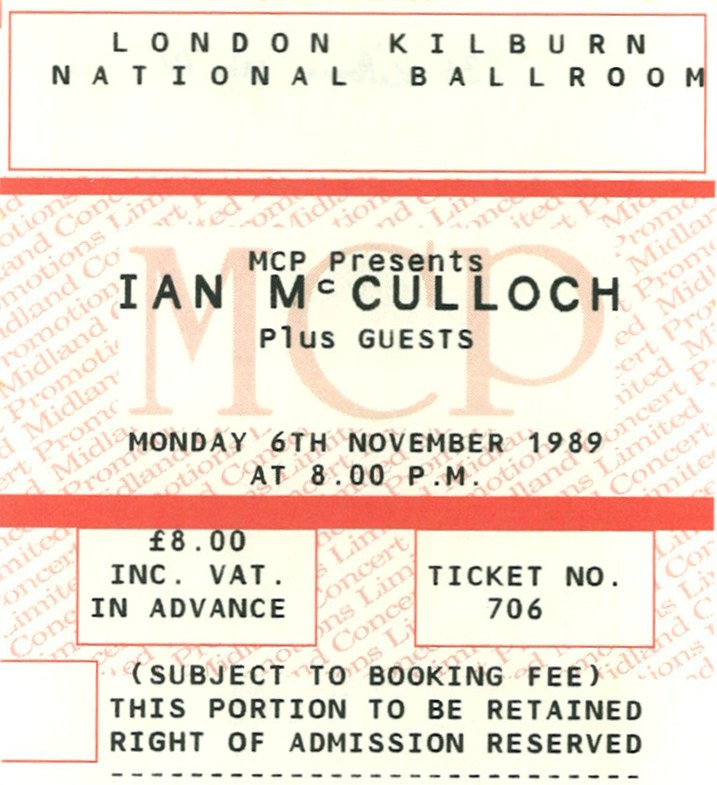 LONDON KILBURN
NATIONAL BALLROOM
MCP
MCP Presents
IAN McCULLOCH
Plus GUESTS
MONDAY 6TH NOVEMBER 1989
AT 8.00 P.M.
£8.00
INC. VAT.
IN ADVANCE
TICKET NO.
706
(SUBJECT TO BOOKING FEE)
THIS PORTION TO BE RETAINED
RIGHT OF ADMISSION RESERVED